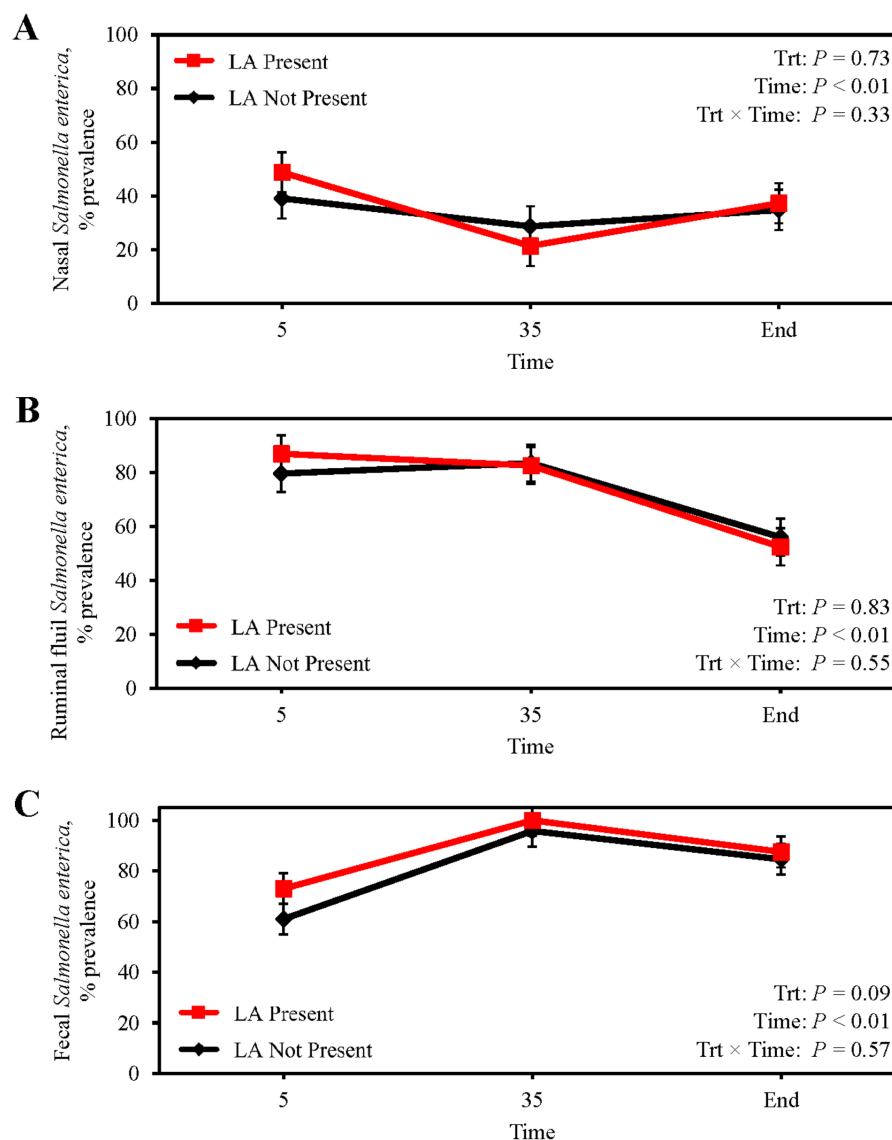 A
Nasal Salmonella enterica,
% prevalence
100
80
60
40
20
0
LA Present
LA Not Present
Trt: P = 0.73
Time: P < 0.01
Trt × Time: P = 0.33
5
35
End
Time
B
Ruminal fluil Salmonella enterica,
% prevalence
100
80
60
40
20
0
LA Present
LA Not Present
Trt: P = 0.83
Time: P < 0.01
Trt × Time: P = 0.55
5
35
End
Time
C
Fecal Salmonella enterica,
% prevalence
100
80
60
40
20
0
LA Present
LA Not Present
Trt: P = 0.09
Time: P < 0.01
Trt × Time: P = 0.57
5
35
End
Time